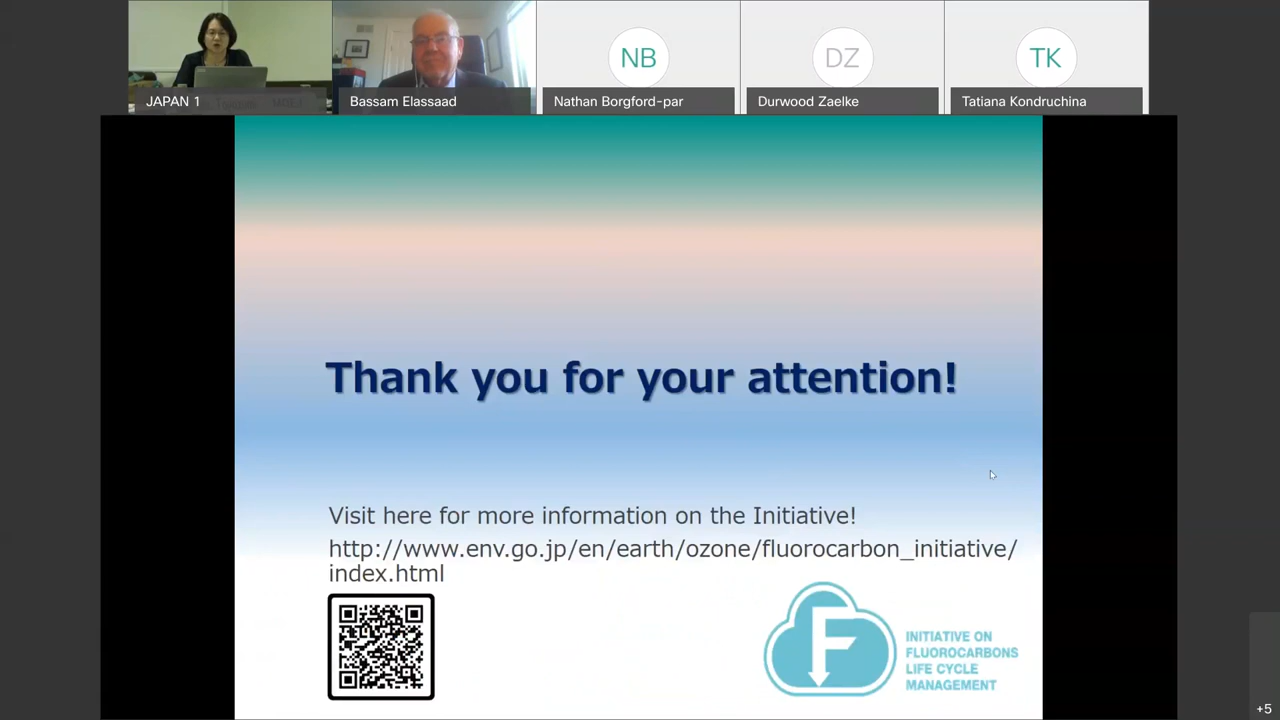 NB
DZ
TK
JAPAN 1
Bassam Elassaad
Nathan Borgford-par
Durwood Zaelke
Tatiana Kondruchina
Thank you for your attention!
Visit here for more information on the Initiative!
http://www.env.go.jp/en/earth/ozone/fluorocarbon_initiative/
index.html
F
INITIATIVE ON
FLUOROCARBONS
LIFE CYCLE
MANAGEMENT
+5